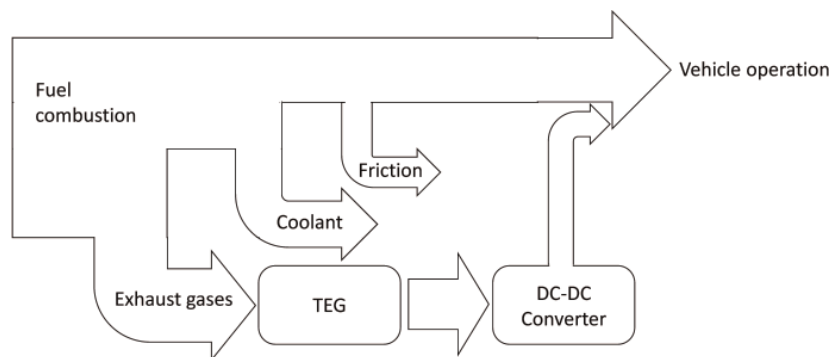 Vehicle operation
Fuel
combustion
Friction
Coolant
Exhaust gases
TEG
DC-DC
Converter